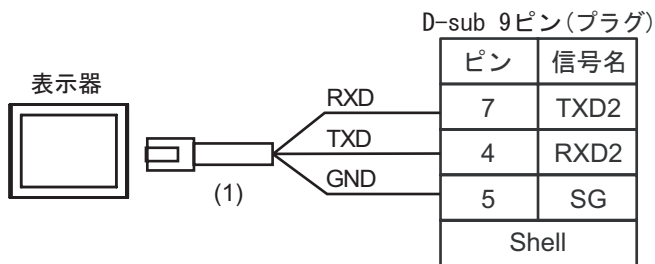 D-sub 9ピン(プラグ)
ピン 信号名
表示器
RXD 7 TXD2
TXD 4 RXD2
GND 5 SG
(1)
Shell